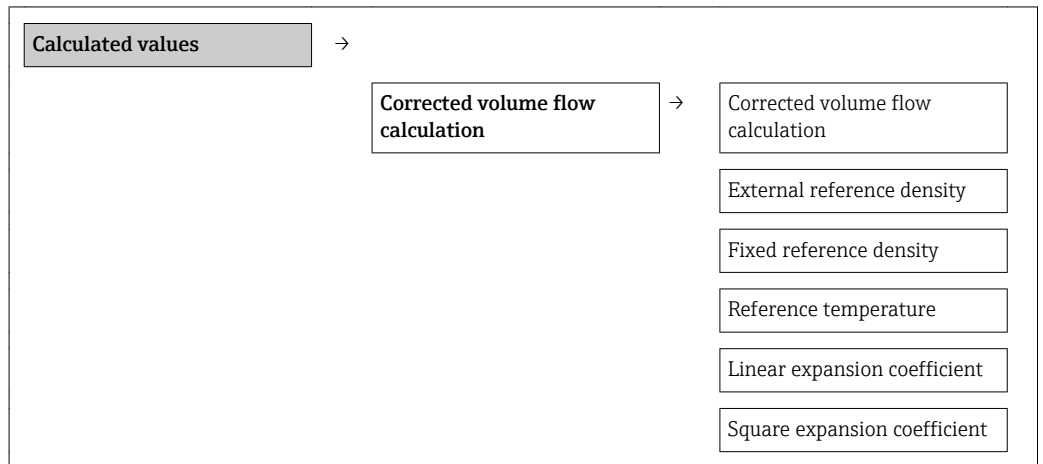 Calculated values →
Corrected volume flow
calculation
→
Corrected volume flow
calculation
External reference density
Fixed reference density
Reference temperature
Linear expansion coefficient
Square expansion coefficient